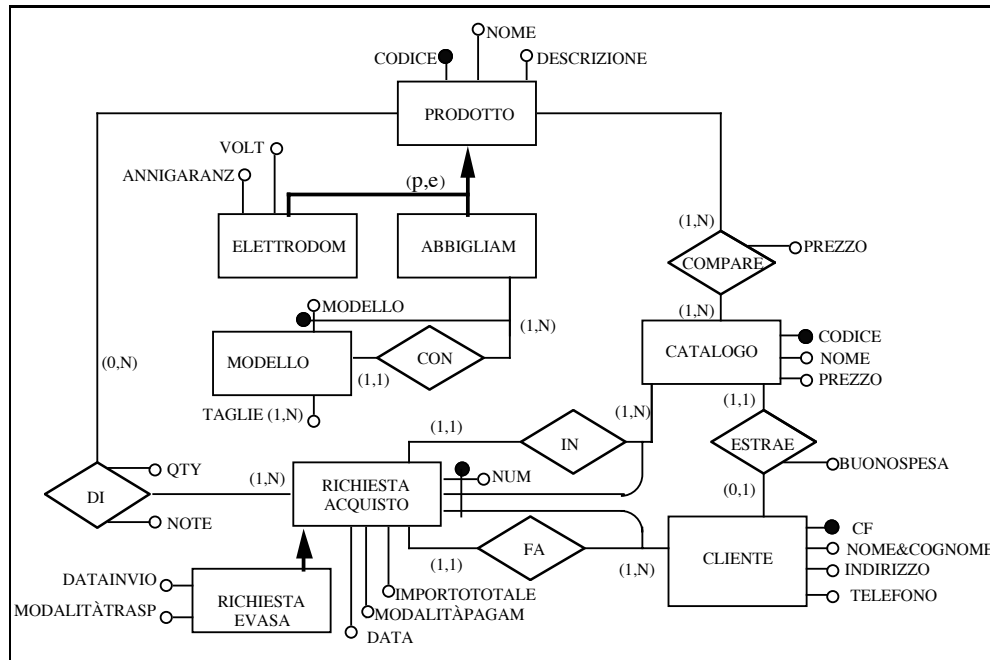 NOME
CODICE
DESCRIZIONE
PRODOTTO
VOLT
ANNIGARANZ
(p,e)
ELETTRODOM
ABBIGLIAM
(1,N)
PREZZO
COMPARE
MODELLO
(1,N)
(1,N)
CODICE
MODELLO
CON
CATALOGO
NOME
(0,N)
(1,1)
PREZZO
TAGLIE (1,N)
(1,N)
(1,1)
(1,1)
IN
ESTRAE
QTY
BUONOSPESA
(1,N)
RICHIESTA
ACQUISTO
NUM
(0,1)
DI
NOTE
CF
FA
CLIENTE
NOME&COGNOME
(1,1)
(1,N)
INDIRIZZO
DATAINVIO
IMPORTOTOTALE
TELEFONO
MODALITÀTRASP
RICHIESTA
EVASA
MODALITÀPAGAM
DATA